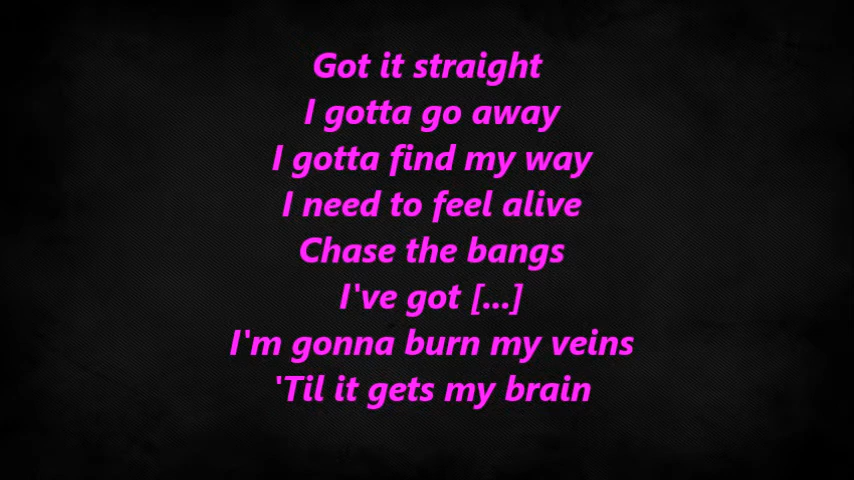 Got it straight
I gotta go away
I gotta find my way
I need to feel alive
Chase the bangs
I've got [...]
I'm gonna burn my veins
'Til it gets my brain